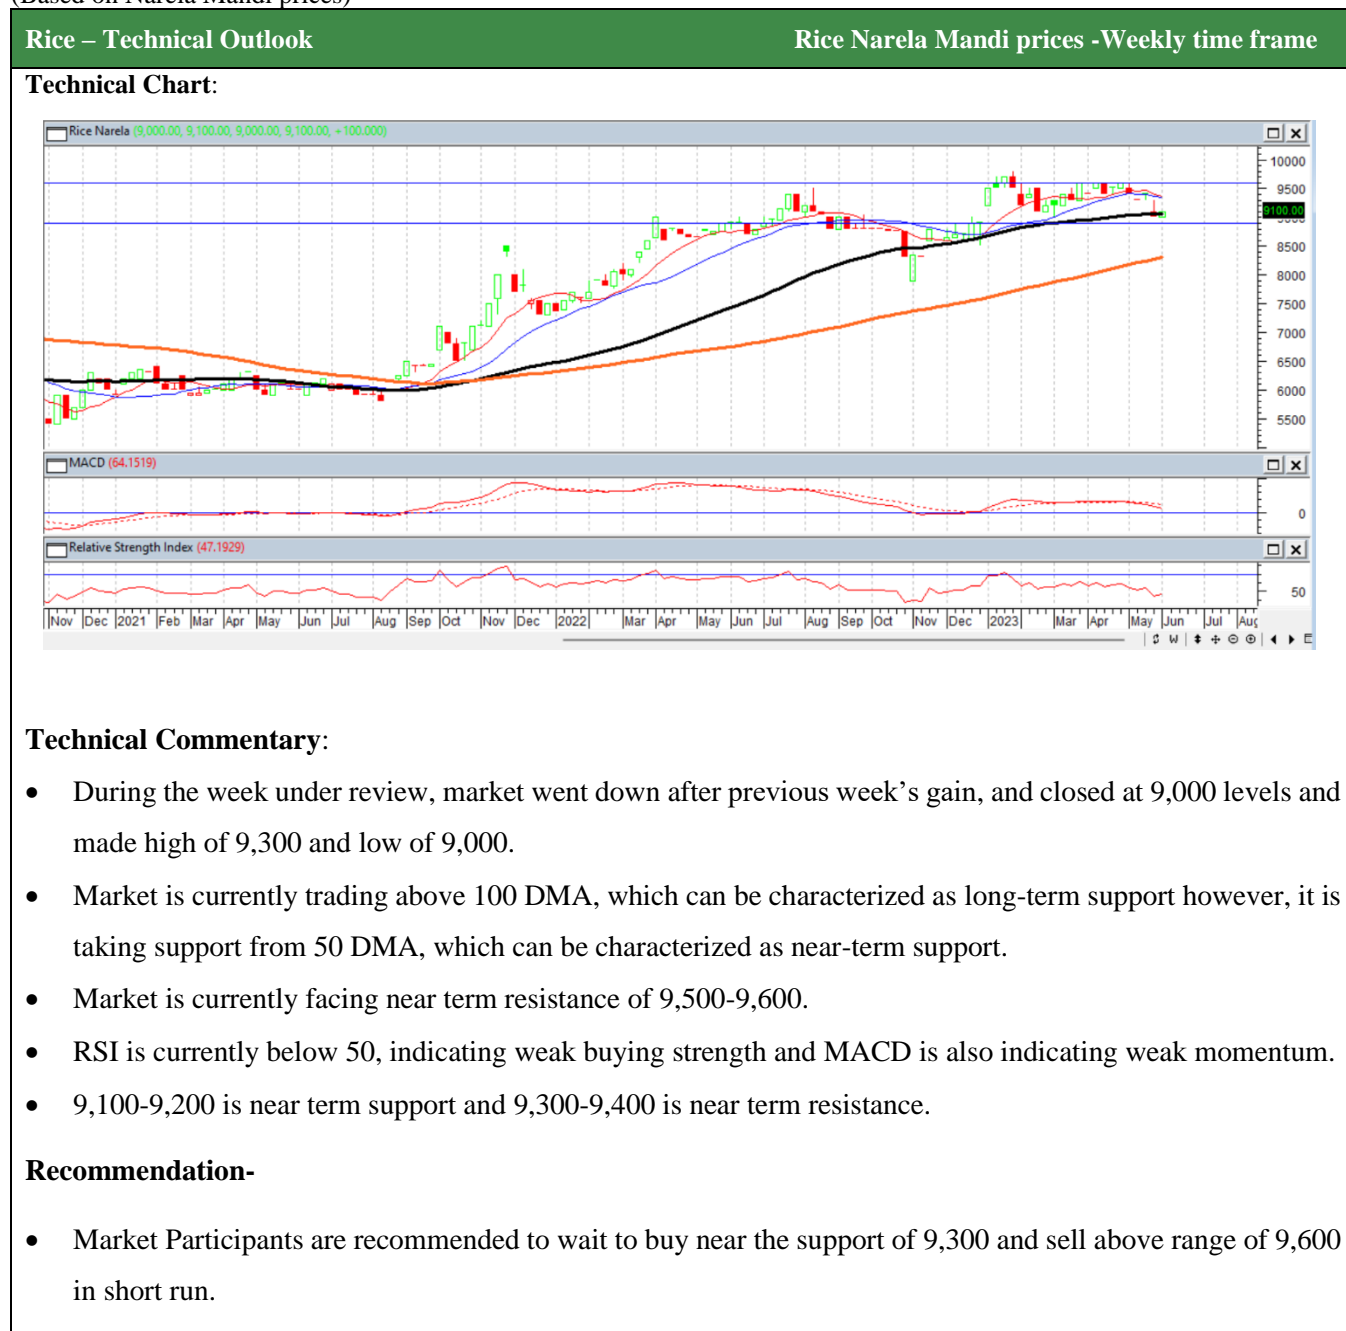 (Based on Narela Mandi prices)
Rice – Technical Outlook Rice Narela Mandi prices -Weekly time frame
Technical Chart:
Rice Narela (9,000.00, 9,100.00, 9,000.00, 9,100.00, +100.000)
10000
9500
9100.00
9000
8500
8000
7500
7000
6500
6000
5500
MACD (64.1519)
0
Relative Strength Index (47.1929)
50
Nov Dec 2021 Feb Mar Apr May Jun Jul Aug Sep Oct Nov Dec 2022 Mar Apr May Jun Jul Aug Sep Oct Nov Dec 2023 Mar Apr May Jun Jul Aug
W
Technical Commentary:
• During the week under review, market went down after previous week’s gain, and closed at 9,000 levels and
made high of 9,300 and low of 9,000.
• Market is currently trading above 100 DMA, which can be characterized as long-term support however, it is
taking support from 50 DMA, which can be characterized as near-term support.
• Market is currently facing near term resistance of 9,500-9,600.
• RSI is currently below 50, indicating weak buying strength and MACD is also indicating weak momentum.
• 9,100-9,200 is near term support and 9,300-9,400 is near term resistance.
Recommendation-
• Market Participants are recommended to wait to buy near the support of 9,300 and sell above range of 9,600
in short run.